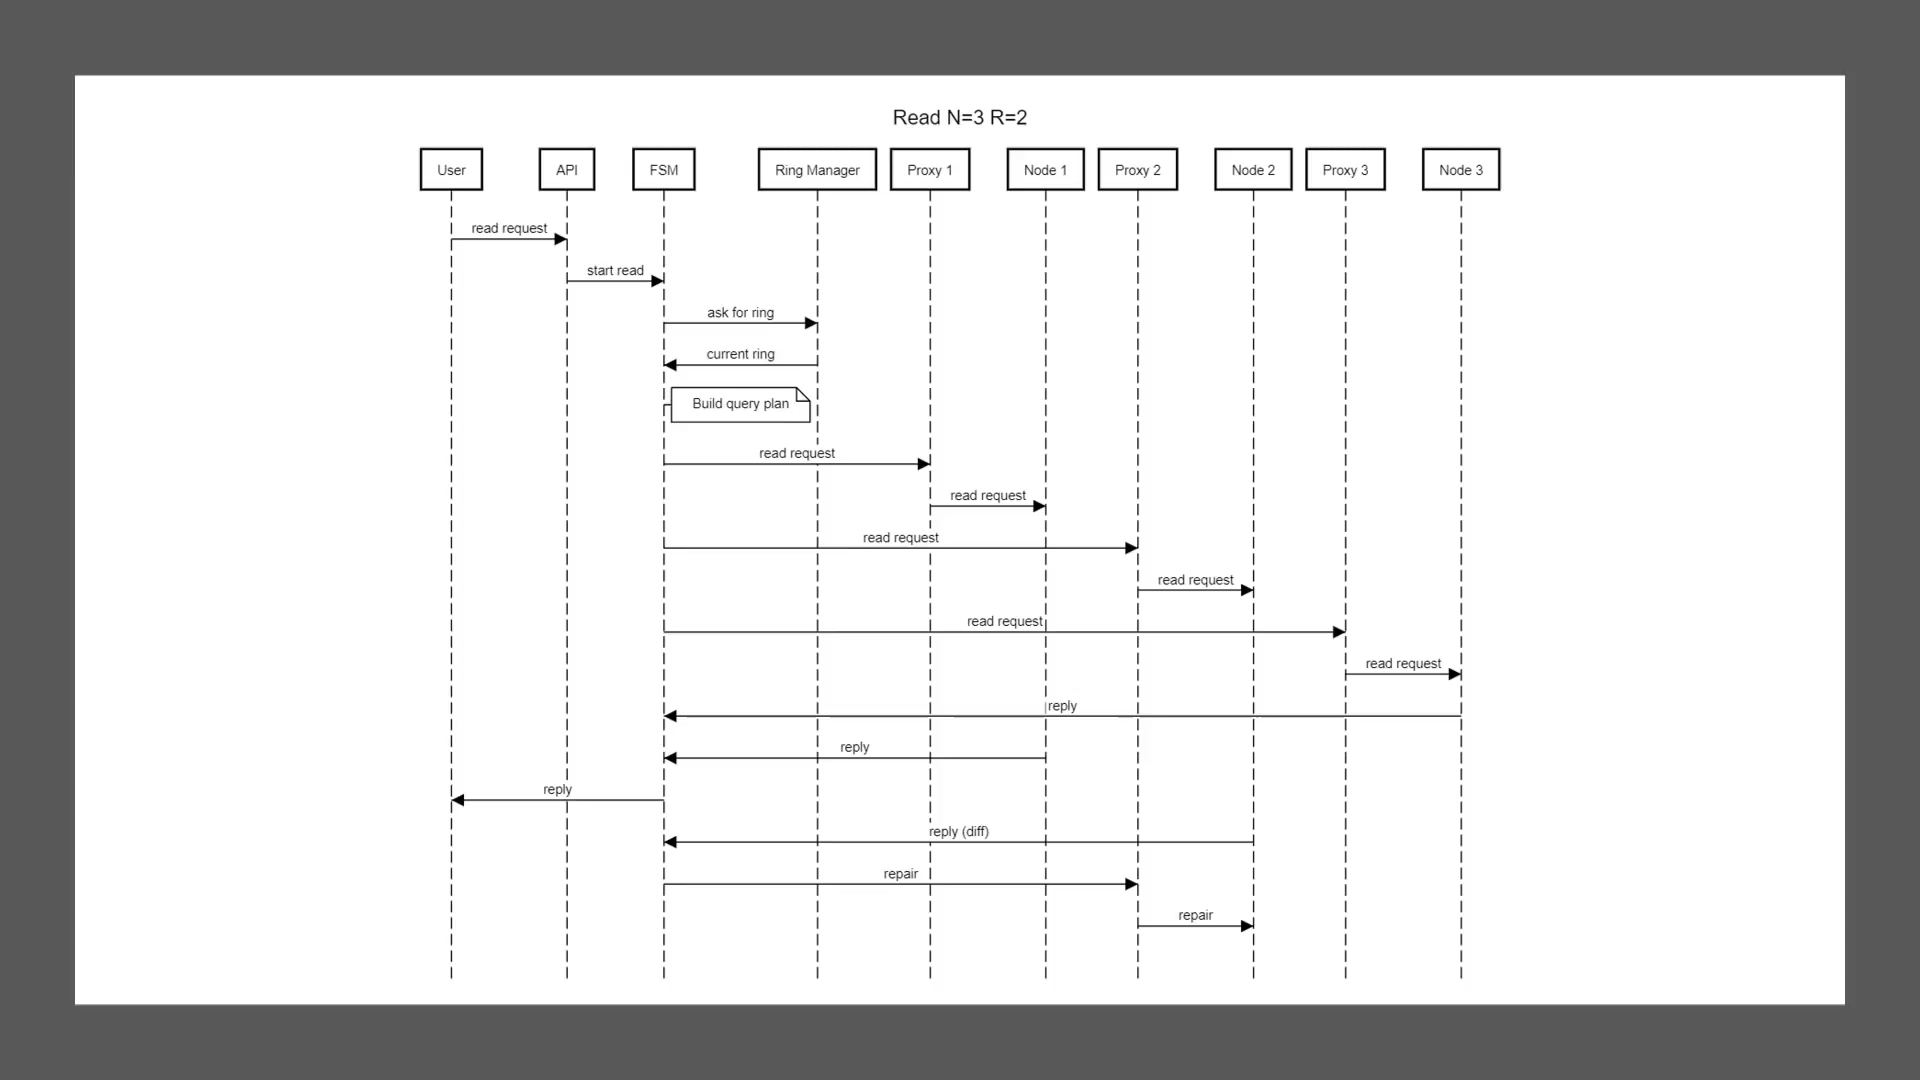 Read N=3 R=2
User API FSM Ring Manager Proxy 1 Node 1 Proxy 2 Node 2 Proxy 3 Node 3
read request
start read
ask for ring
current ring
Build query plan
read request
read request
read request
read request
read request
read request
reply
reply
reply
reply (diff)
repair
repair